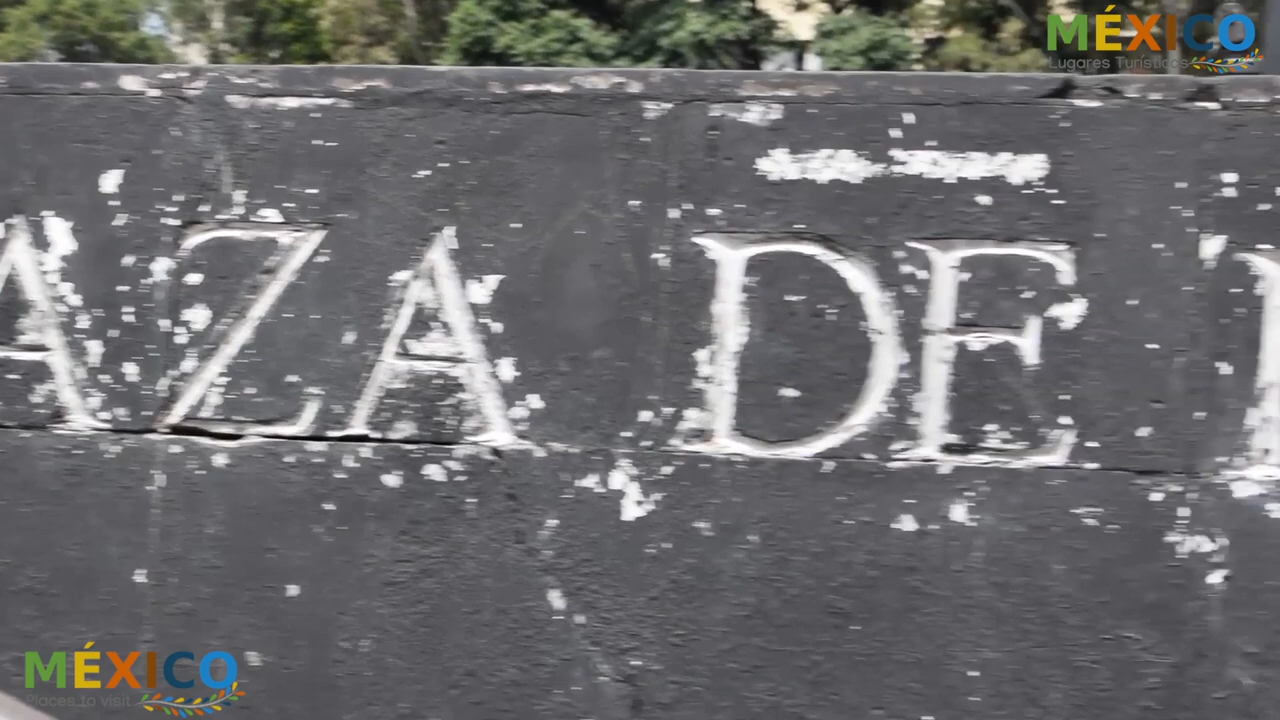 MÉXICO
Lugares Turísticos
AZA DE
MÉXICO
Places to visit